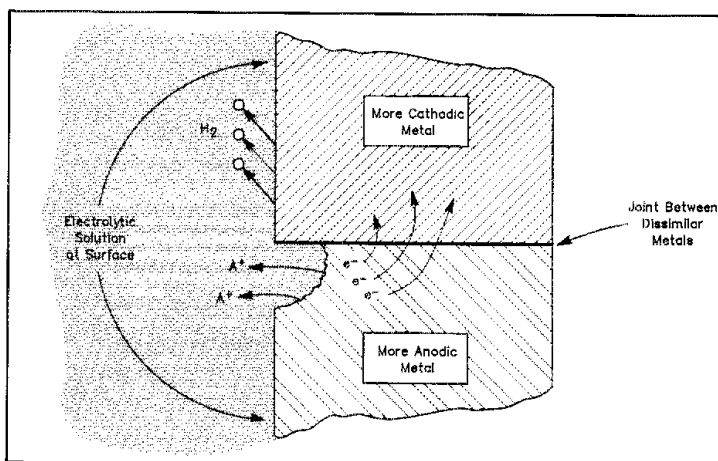 More Cathodic
Metal
H2
Joint Between
Dissimilar
Metals
Electrolytic
Solution
at Surface
A+
A+
e-
e-
e-
More Anodic
Metal